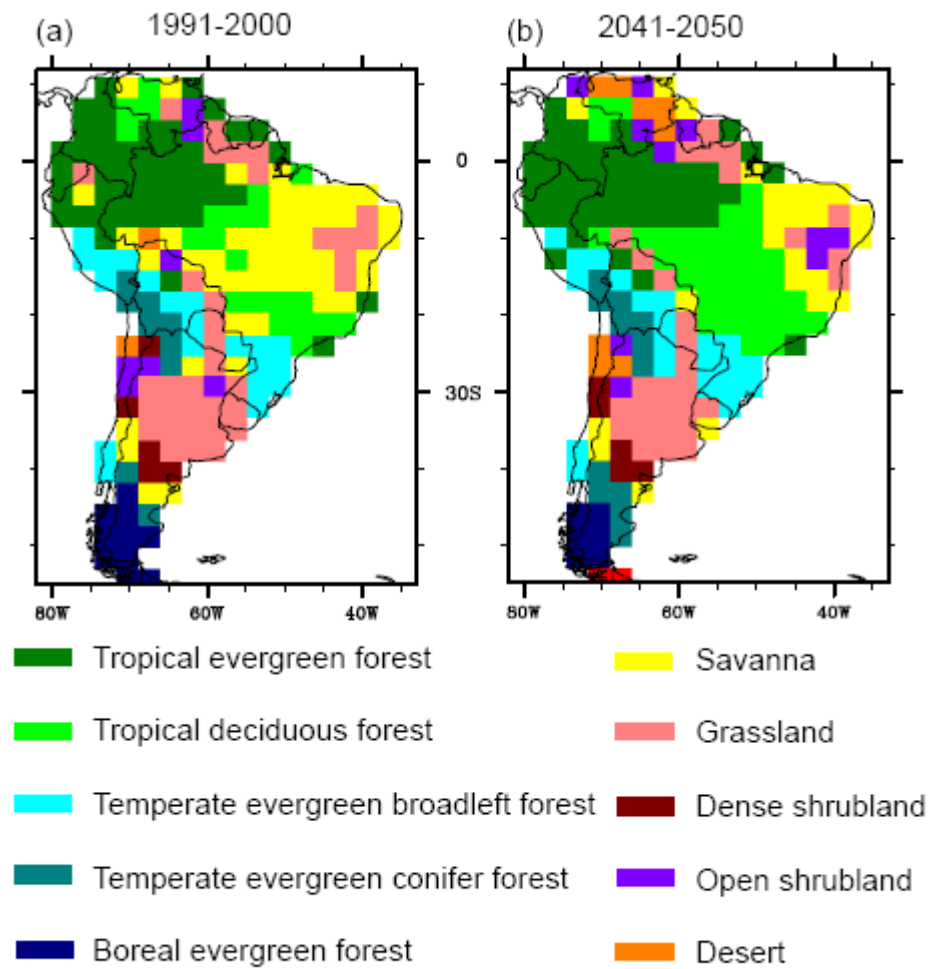 (a) 1991-2000
(b) 2041-2050
0
30S
80W 60W 40W
80W 60W 40W
Tropical evergreen forest
Savanna
Tropical deciduous forest
Grassland
Temperate evergreen broadleft forest
Dense shrubland
Temperate evergreen conifer forest
Open shrubland
Boreal evergreen forest
Desert